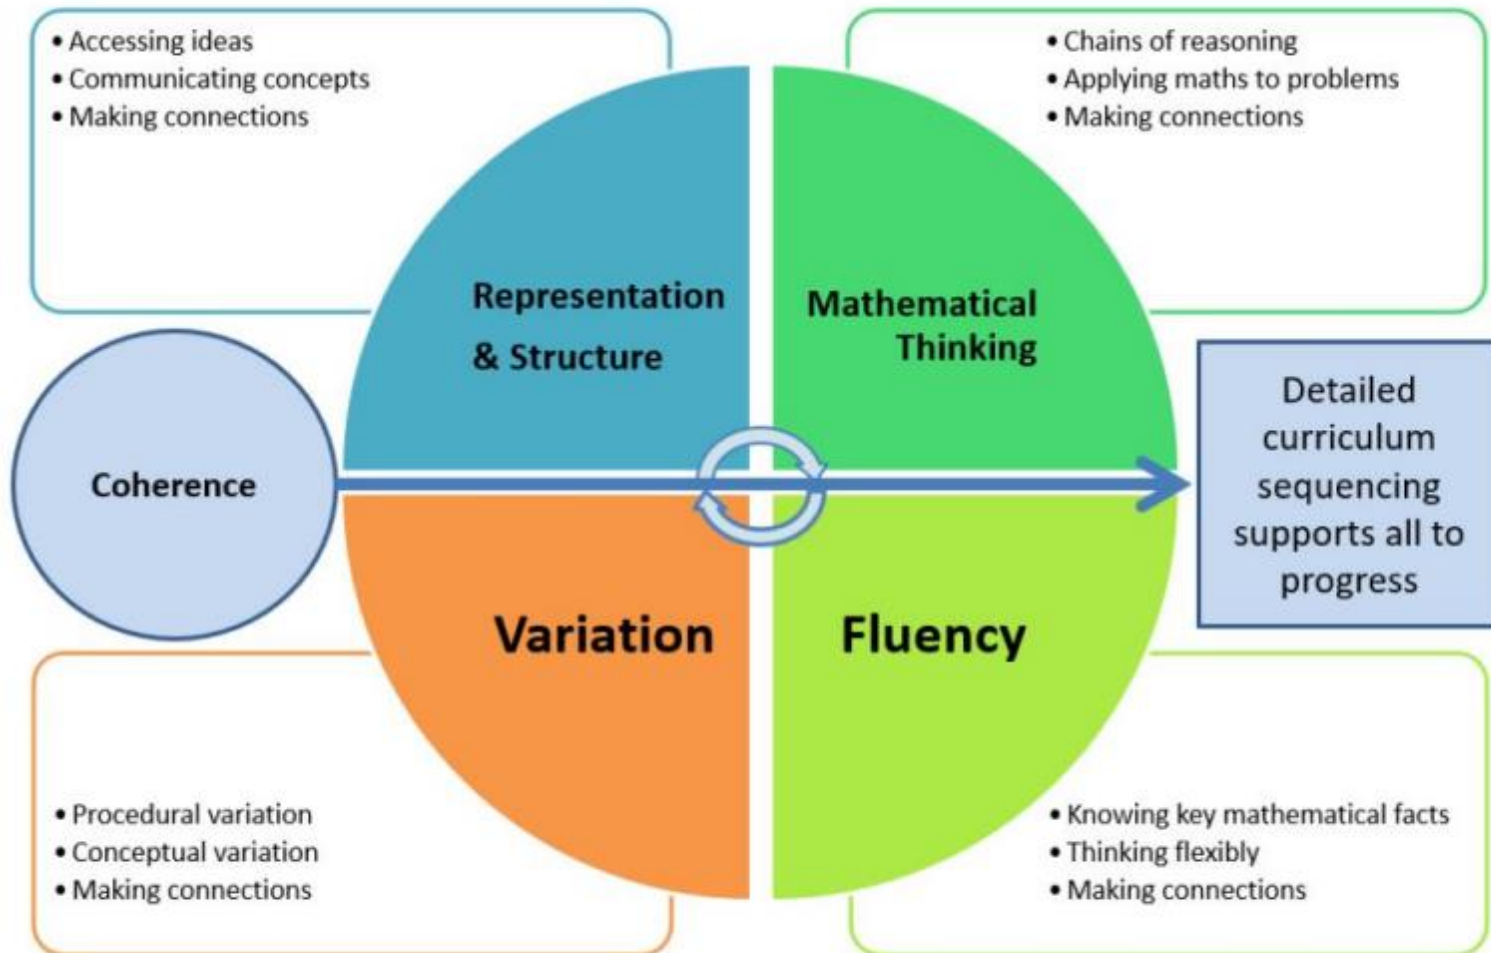 • Accessing ideas
• Communicating concepts
• Making connections
• Chains of reasoning
• Applying maths to problems
• Making connections
Representation
& Structure
Mathematical
Thinking
Coherence
Detailed
curriculum
sequencing
supports all to
progress
Variation
Fluency
• Procedural variation
• Conceptual variation
• Making connections
• Knowing key mathematical facts
• Thinking flexibly
• Making connections